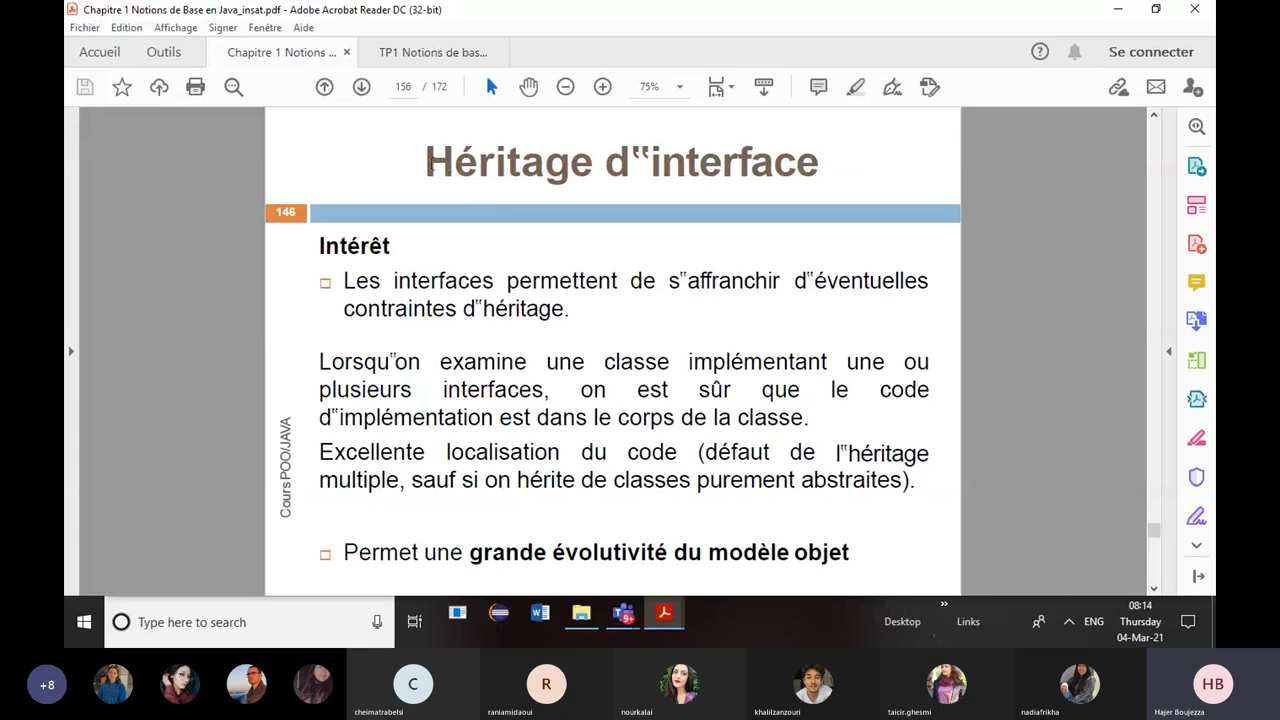 Chapitre 1 Notions de Base en Java_insat.pdf - Adobe Acrobat Reader DC (32-bit)
Fichier Edition Affichage Signer Fenêtre Aide
Accueil Outils Chapitre 1 Notions ... × TP1 Notions de bas... Se connecter
156 / 172 75%
Héritage d‟interface
146
Intérêt
Les interfaces permettent de s‟affranchir d‟éventuelles
contraintes d‟héritage.
Lorsqu‟on examine une classe implémentant une ou
plusieurs interfaces, on est sûr que le code
d‟implémentation est dans le corps de la classe.
Excellente localisation du code (défaut de l‟héritage
multiple, sauf si on hérite de classes purement abstraites).
Permet une grande évolutivité du modèle objet
Cours POO/JAVA
Type here to search
Desktop
»
Links
ENG
08:14
Thursday
04-Mar-21
9+
+8
C
R
HB
cheimatrabelsi
raniamidaoui
nourkalai
khalilzanzouri
taicir.ghesmi
nadiafrikha
Hajer Boujezza